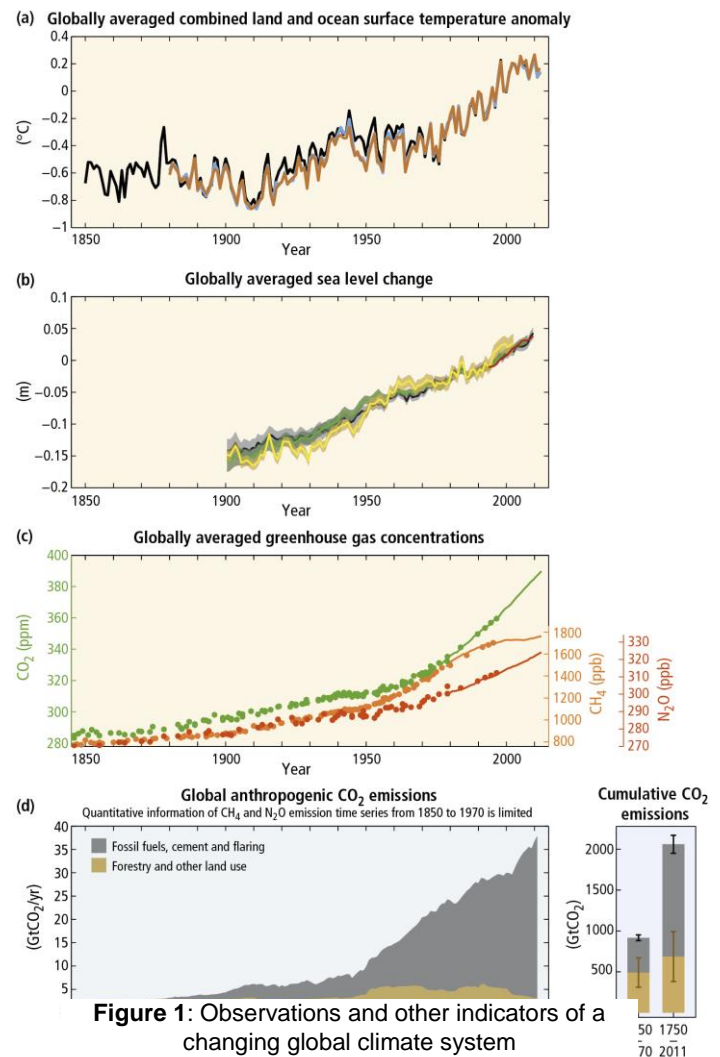 (a) Globally averaged combined land and ocean surface temperature anomaly
0.4
0.2
0
−0.2
−0.4
−0.6
−0.8
−1
(°C)
1850 1900 1950 2000
Year
(b) Globally averaged sea level change
0.1
0.05
0
−0.05
−0.1
−0.15
−0.2
(m)
1850 1900 1950 2000
Year
(c) Globally averaged greenhouse gas concentrations
400
380
360
340
320
300
280
CO₂ (ppm)
1800
1600
1400
1200
1000
800
CH₄ (ppb)
330
320
310
300
290
280
270
N₂O (ppb)
1850 1900 1950 2000
Year
(d) Global anthropogenic CO₂ emissions
Quantitative information of CH₄ and N₂O emission time series from 1850 to 1970 is limited
40
35
30
25
20
15
10
5
(GtCO₂/yr)
Fossil fuels, cement and flaring
Forestry and other land use
Cumulative CO₂
emissions
2000
1500
1000
500
(GtCO₂)
50 1750
70 2011
Figure 1: Observations and other indicators of a
changing global climate system